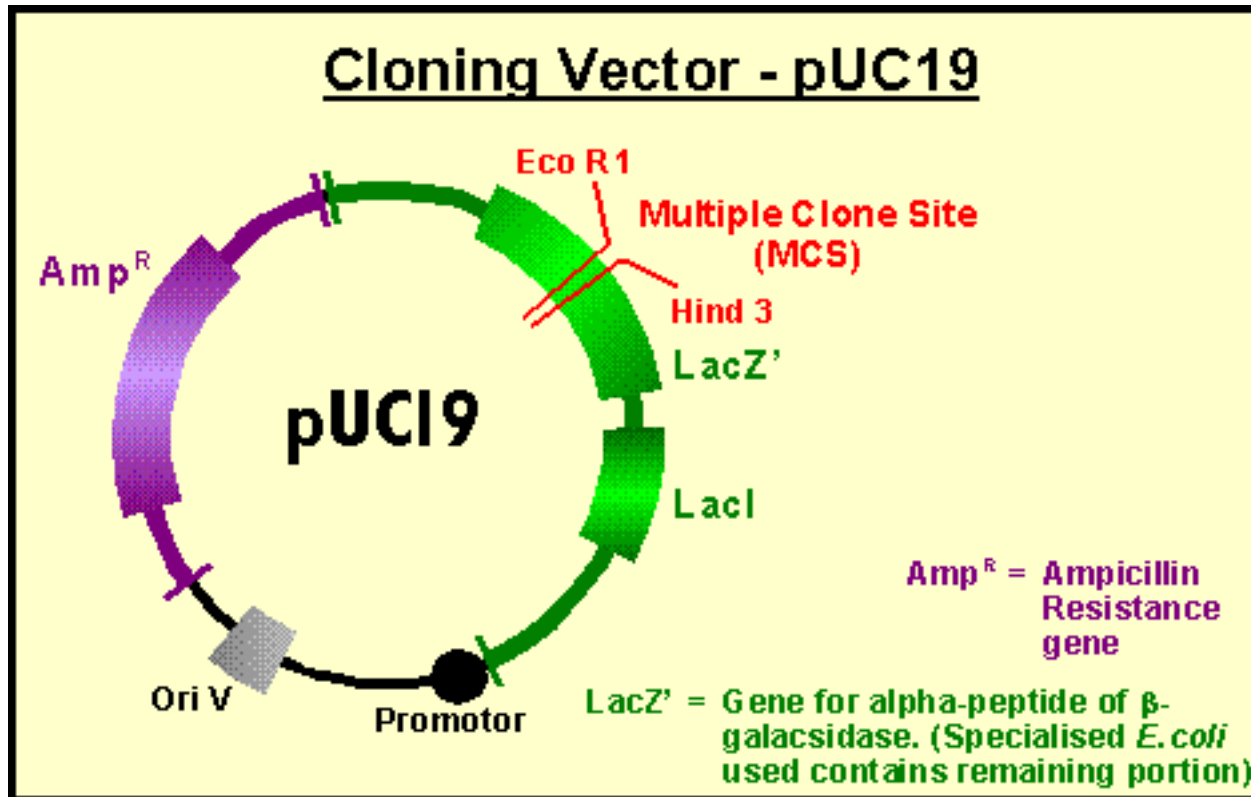 Cloning Vector - pUC19
Eco R1
Multiple Clone Site
(MCS)
Amp R
Hind 3
LacZ'
pUC19
LacI
Amp R = Ampicillin
Resistance
gene
Ori V
Promotor
LacZ' = Gene for alpha-peptide of β-
galacsidase. (Specialised E.coli
used contains remaining portion)